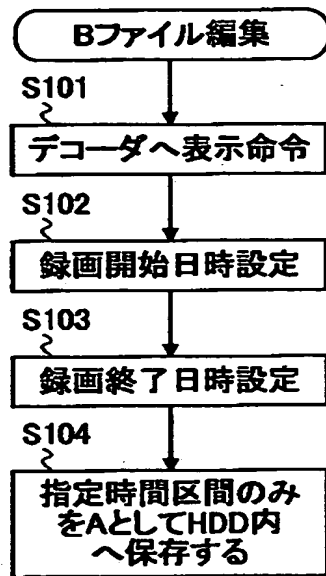 Bファイル編集
S101
デコーダへ表示命令
S102
録画開始日時設定
S103
録画終了日時設定
S104
指定時間区間のみ
をAとしてHDD内
へ保存する